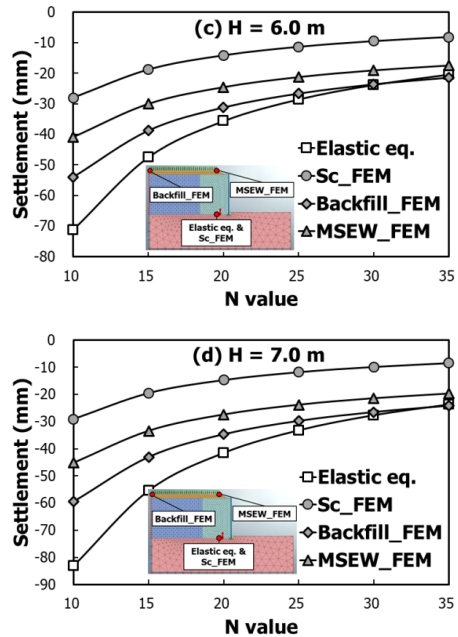 (c) H = 6.0 m
Settlement (mm)
0
-10
-20
-30
-40
-50
-60
-70
-80
Elastic eq.
Sc_FEM
Backfill_FEM
MSEW_FEM
Backfill_FEM
MSEW_FEM
Elastic eq. &
Sc_FEM
10 15 20 25 30 35
N value
(d) H = 7.0 m
Settlement (mm)
0
-10
-20
-30
-40
-50
-60
-70
-80
-90
Elastic eq.
Sc_FEM
Backfill_FEM
MSEW_FEM
Backfill_FEM
MSEW_FEM
Elastic eq. &
Sc_FEM
10 15 20 25 30 35
N value